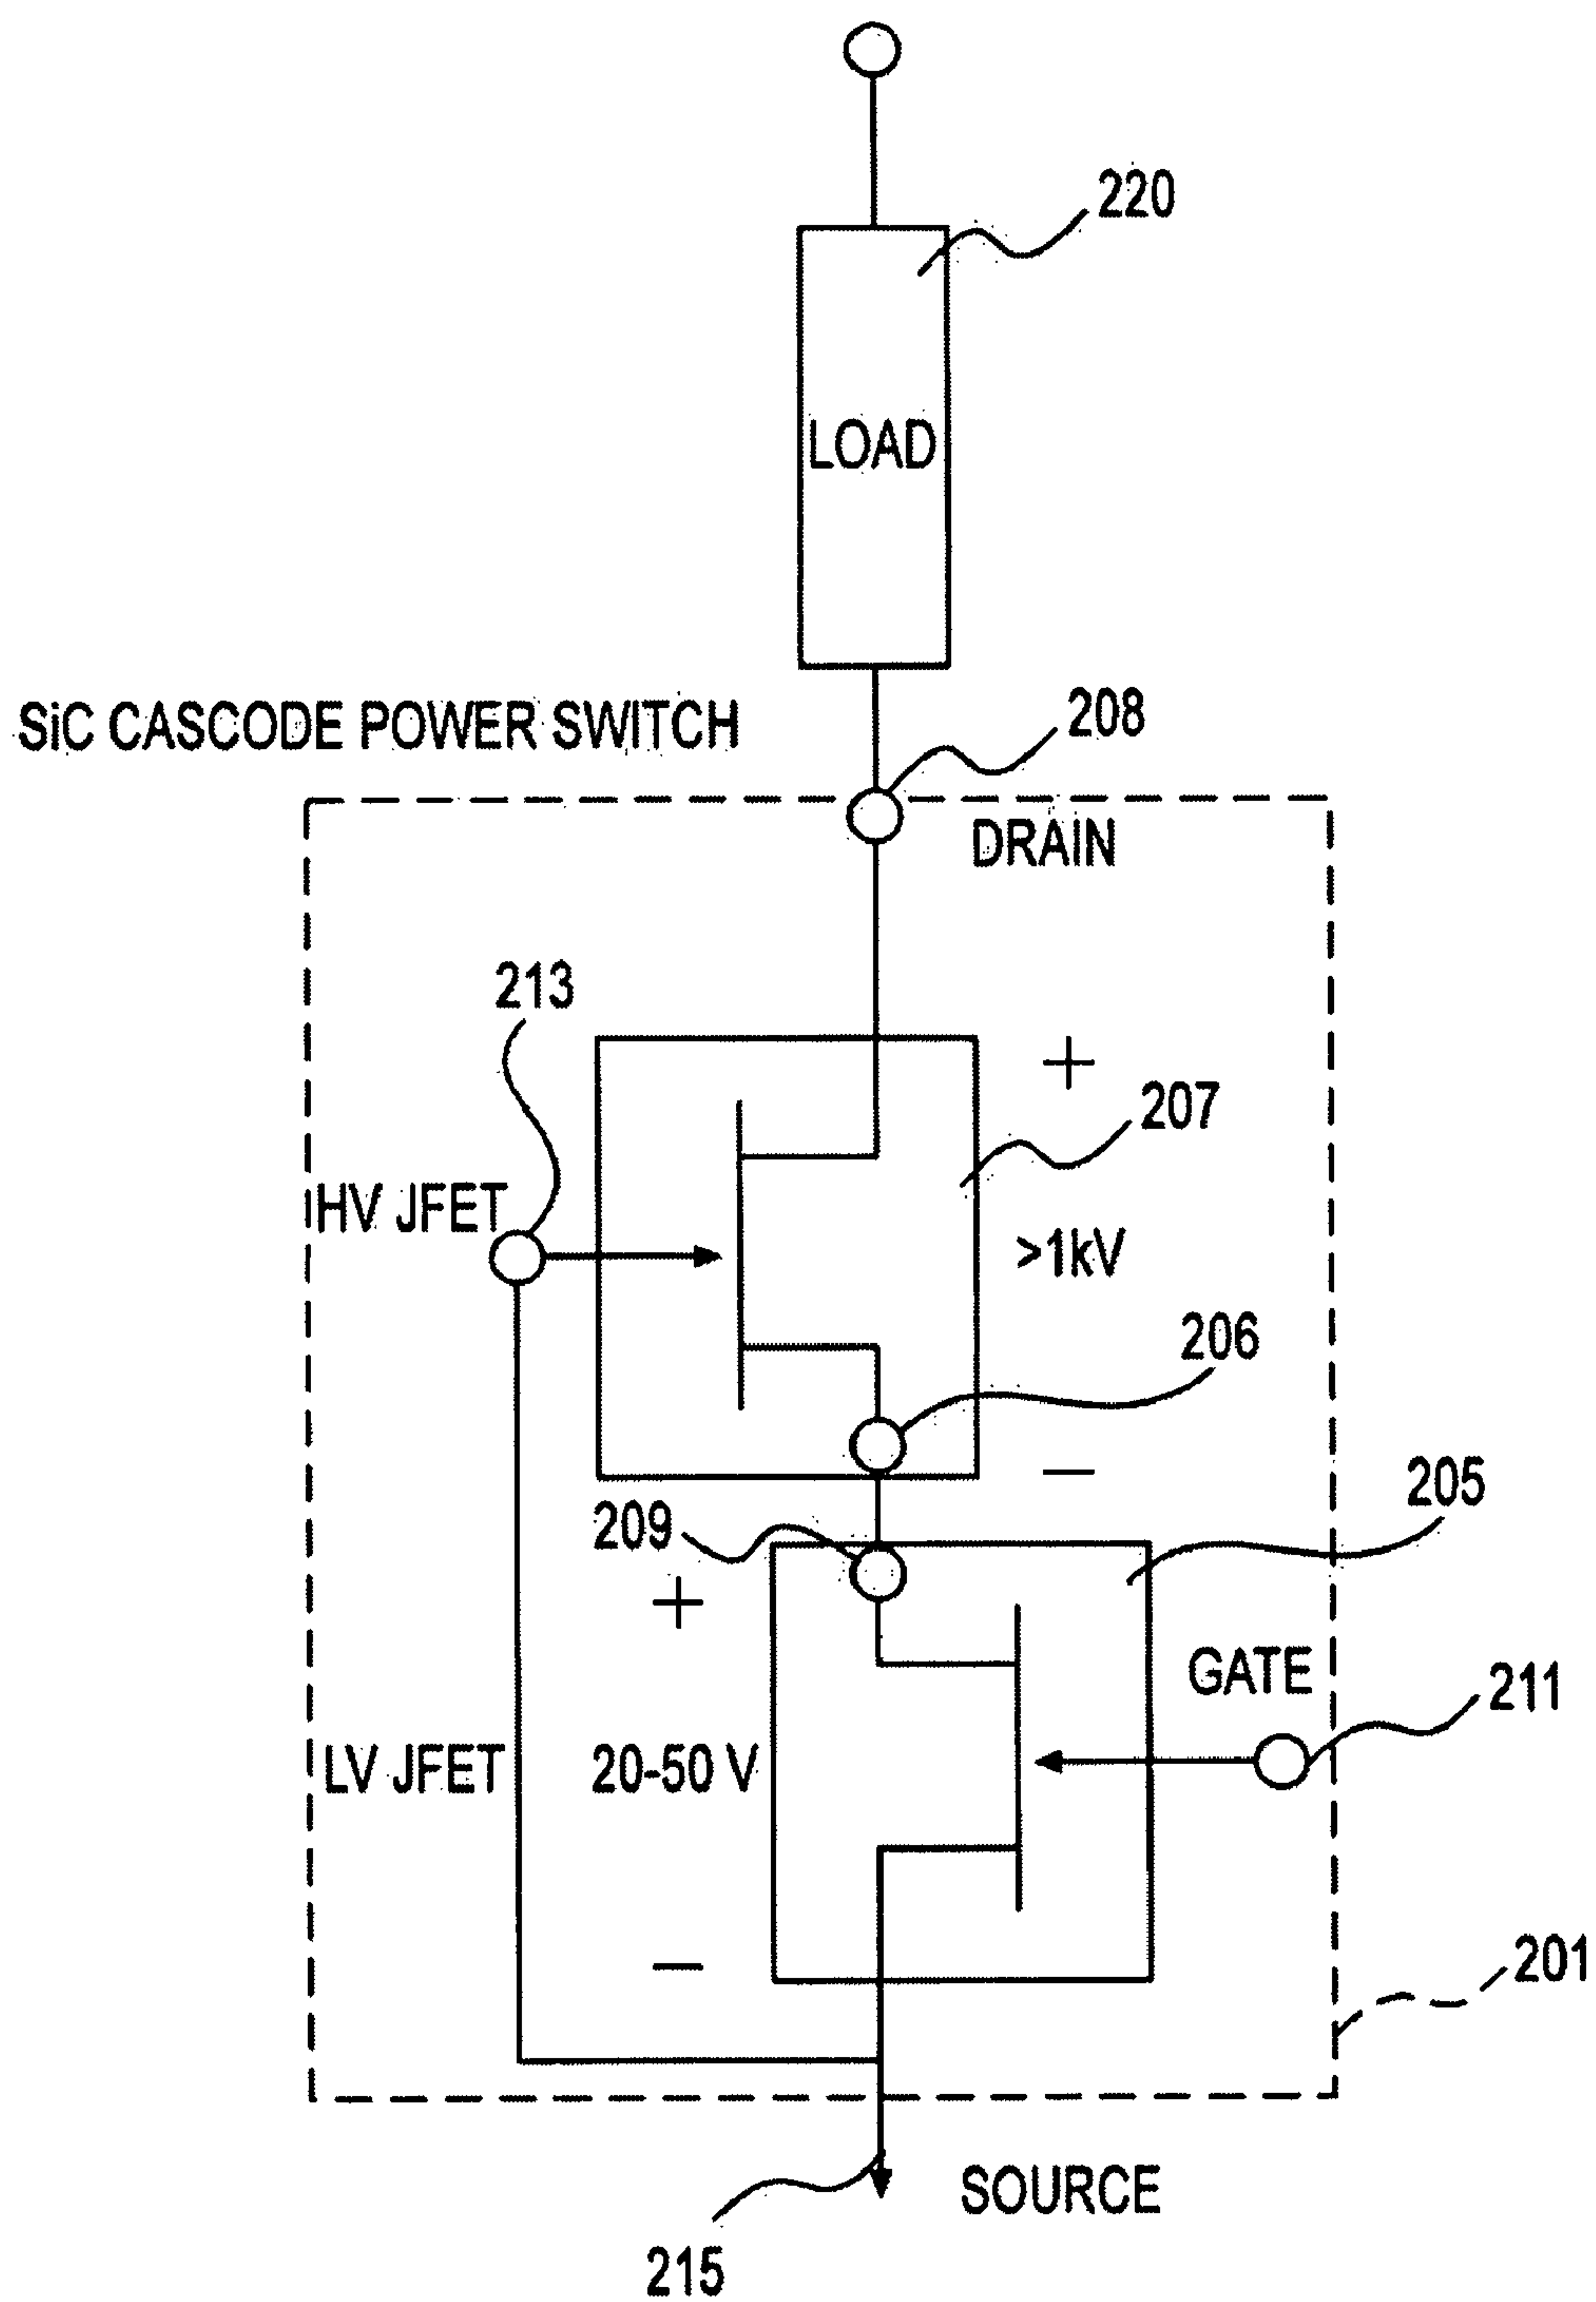 220
LOAD
SiC CASCODE POWER SWITCH
208
DRAIN
213
+
207
HV JFET
>1kV
206
−
205
209
+
GATE
211
LV JFET
20-50 V
−
201
SOURCE
215